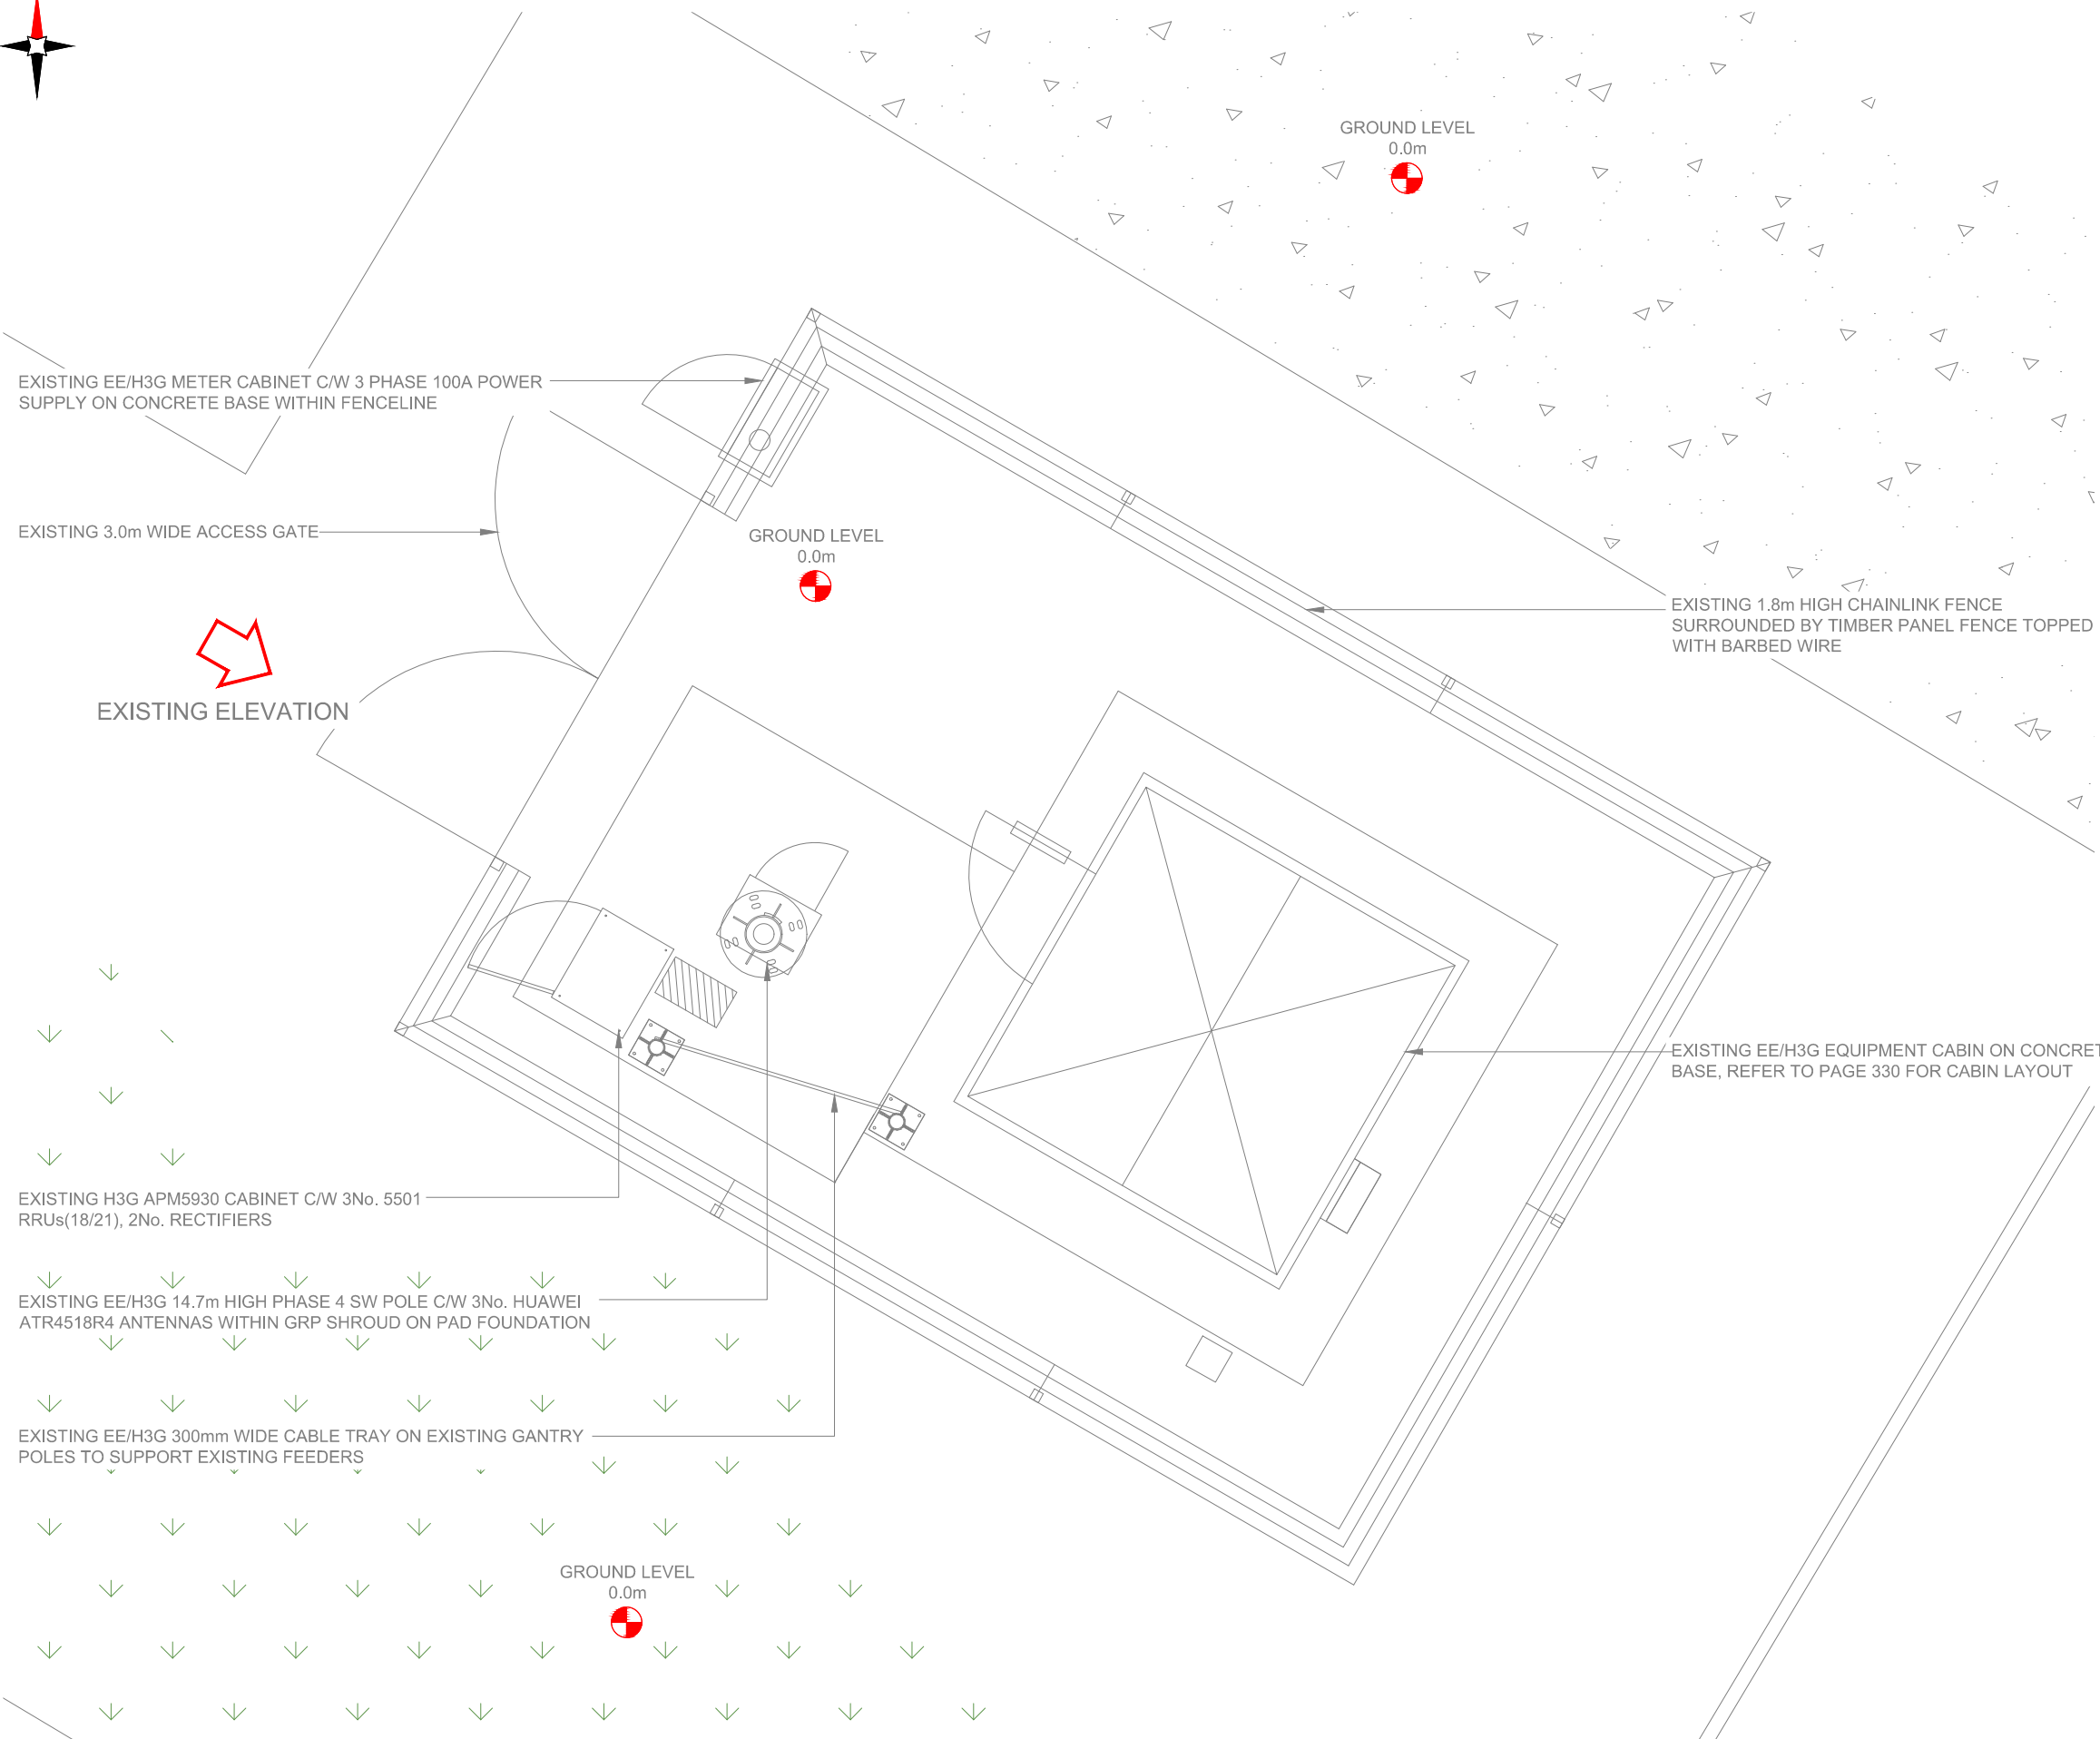 GROUND LEVEL
0.0m
EXISTING EE/H3G METER CABINET C/W 3 PHASE 100A POWER
SUPPLY ON CONCRETE BASE WITHIN FENCELINE
EXISTING 3.0m WIDE ACCESS GATE
GROUND LEVEL
0.0m
EXISTING 1.8m HIGH CHAINLINK FENCE
SURROUNDED BY TIMBER PANEL FENCE TOPPED
WITH BARBED WIRE
EXISTING ELEVATION
EXISTING EE/H3G EQUIPMENT CABIN ON CONCRET
BASE, REFER TO PAGE 330 FOR CABIN LAYOUT
EXISTING H3G APM5930 CABINET C/W 3No. 5501
RRUs(18/21), 2No. RECTIFIERS
EXISTING EE/H3G 14.7m HIGH PHASE 4 SW POLE C/W 3No. HUAWEI
ATR4518R4 ANTENNAS WITHIN GRP SHROUD ON PAD FOUNDATION
EXISTING EE/H3G 300mm WIDE CABLE TRAY ON EXISTING GANTRY
POLES TO SUPPORT EXISTING FEEDERS
GROUND LEVEL
0.0m